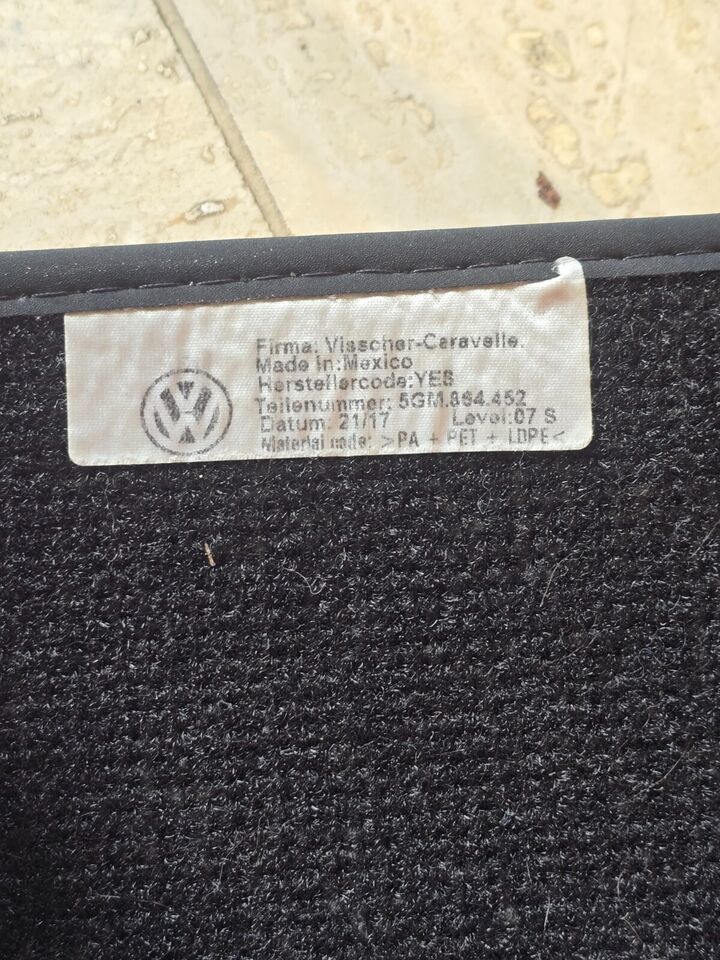 Firma: Visscher-Caravelle.
Made in:Mexico
Herstellercode:YES
Teilenummer: 5GM.864.452
Datum: 21/17 Level:07 S
Material code: >PA + PET + LDPE<